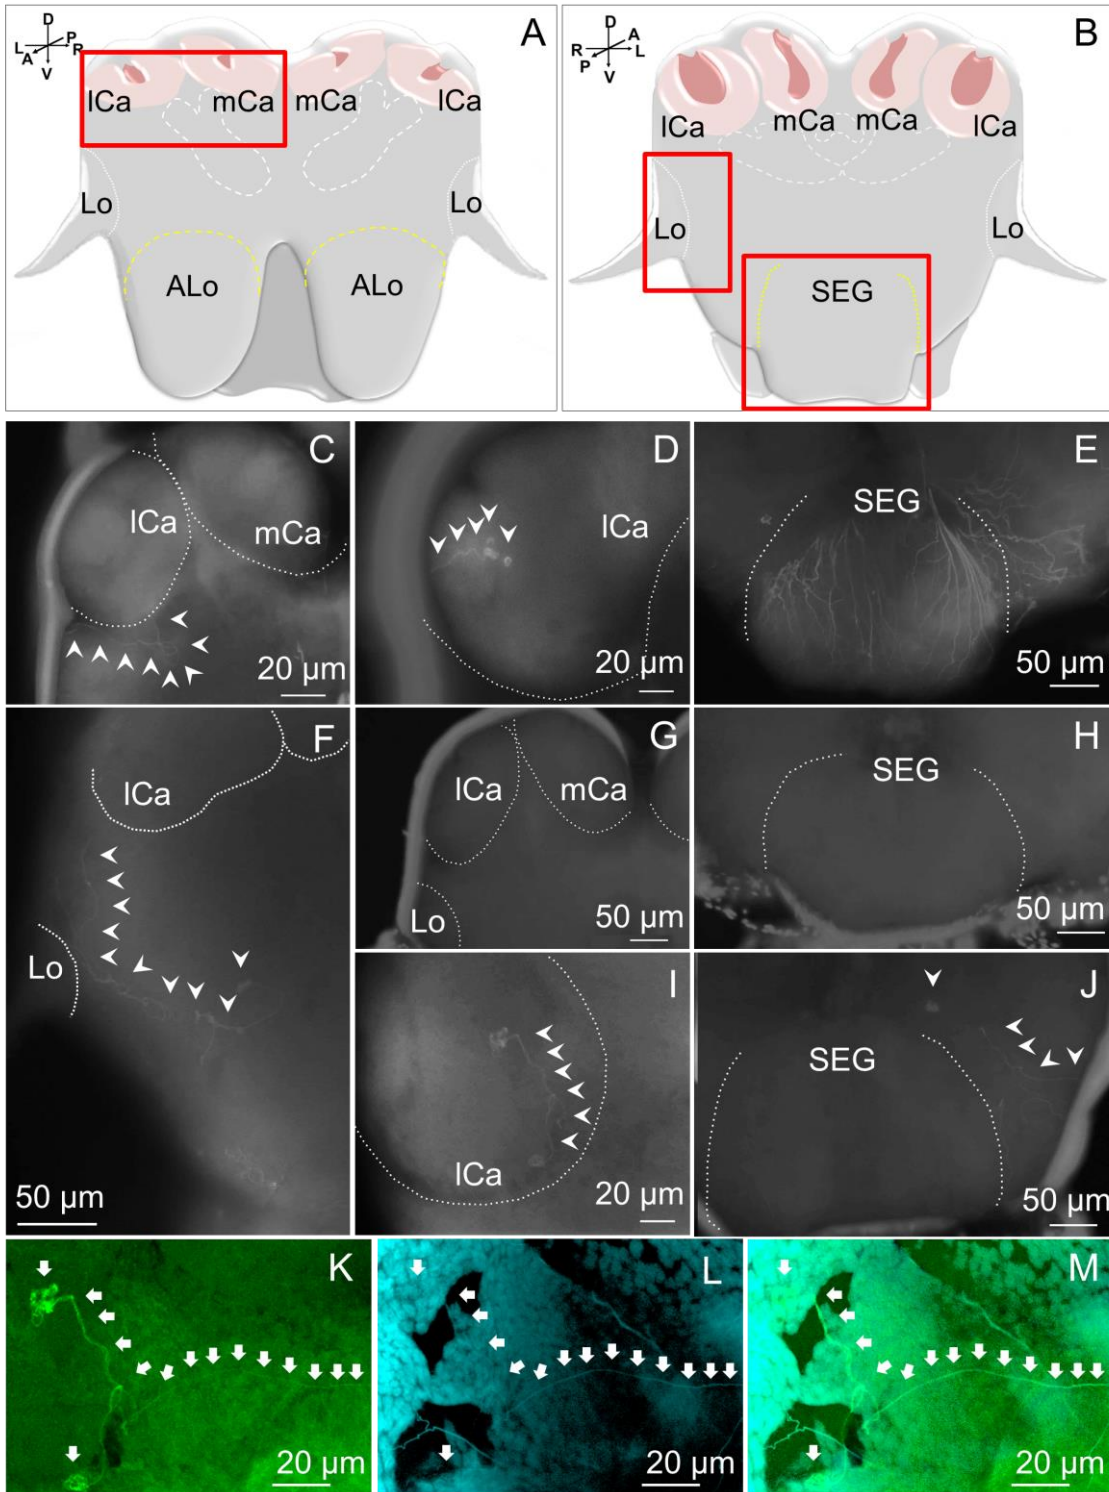 D
P
L R
A
V
A
lCa mCa mCa lCa
Lo Lo
ALo ALo
D
A
R L
P
V
B
lCa mCa mCa lCa
Lo Lo
SEG
C
lCa
mCa
20 µm
D
lCa
20 µm
E
SEG
50 µm
F
lCa
Lo
50 µm
G
lCa mCa
Lo
50 µm
H
SEG
50 µm
I
lCa
20 µm
J
SEG
50 µm
K
20 µm
L
20 µm
M
20 µm